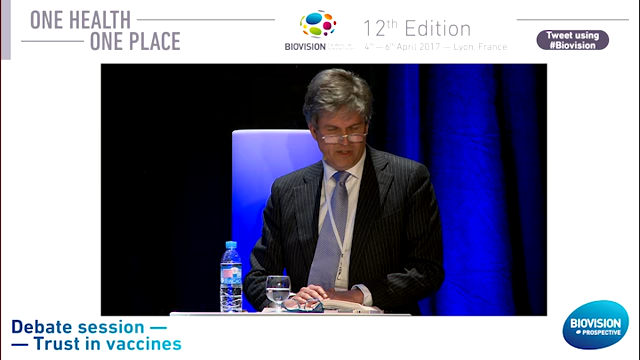 ONE HEALTH
ONE PLACE
BIOVISION
12th Edition
4th – 6th April 2017 – Lyon, France
Tweet using
#Biovision
Debate session —
— Trust in vaccines
BIOVISION
PROSPECTIVE